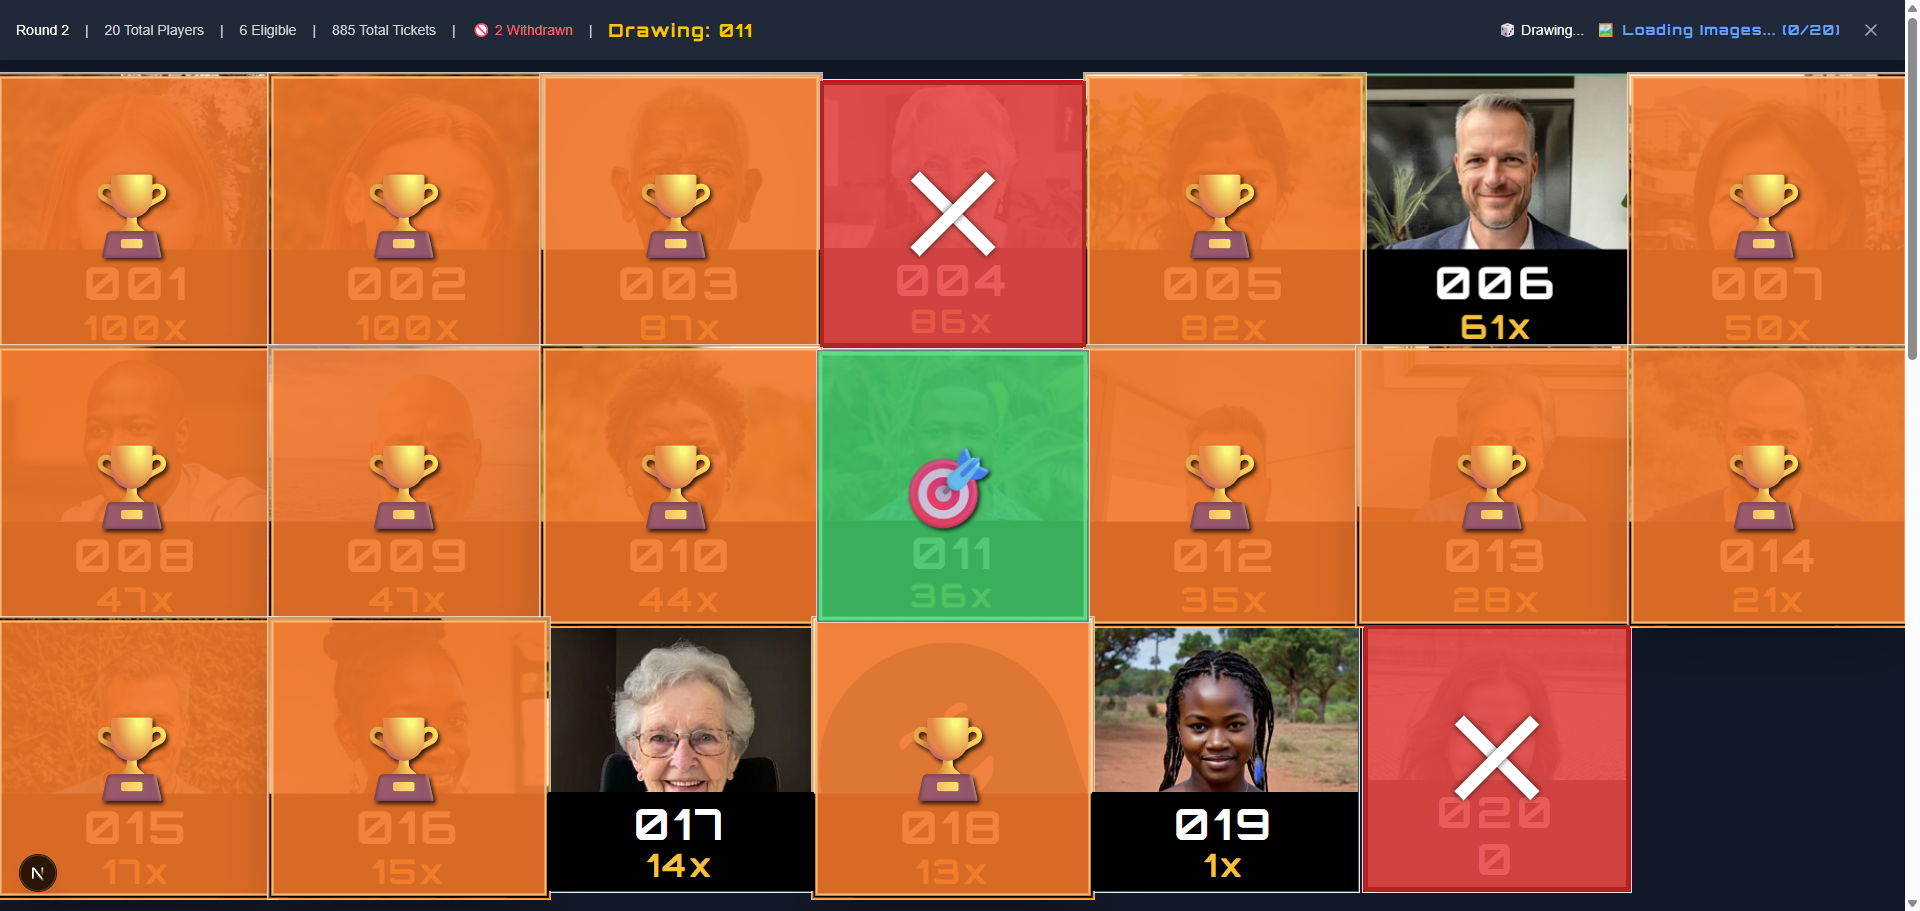 Round 2 | 20 Total Players | 6 Eligible | 885 Total Tickets | 2 Withdrawn | Drawing: 011
Drawing... Loading Images... (0/20)
001
100x
002
100x
003
87x
004
86x
005
82x
006
61x
007
50x
008
47x
009
47x
010
44x
011
36x
012
35x
013
28x
014
21x
015
17x
016
15x
017
14x
018
13x
019
1x
020
0
N